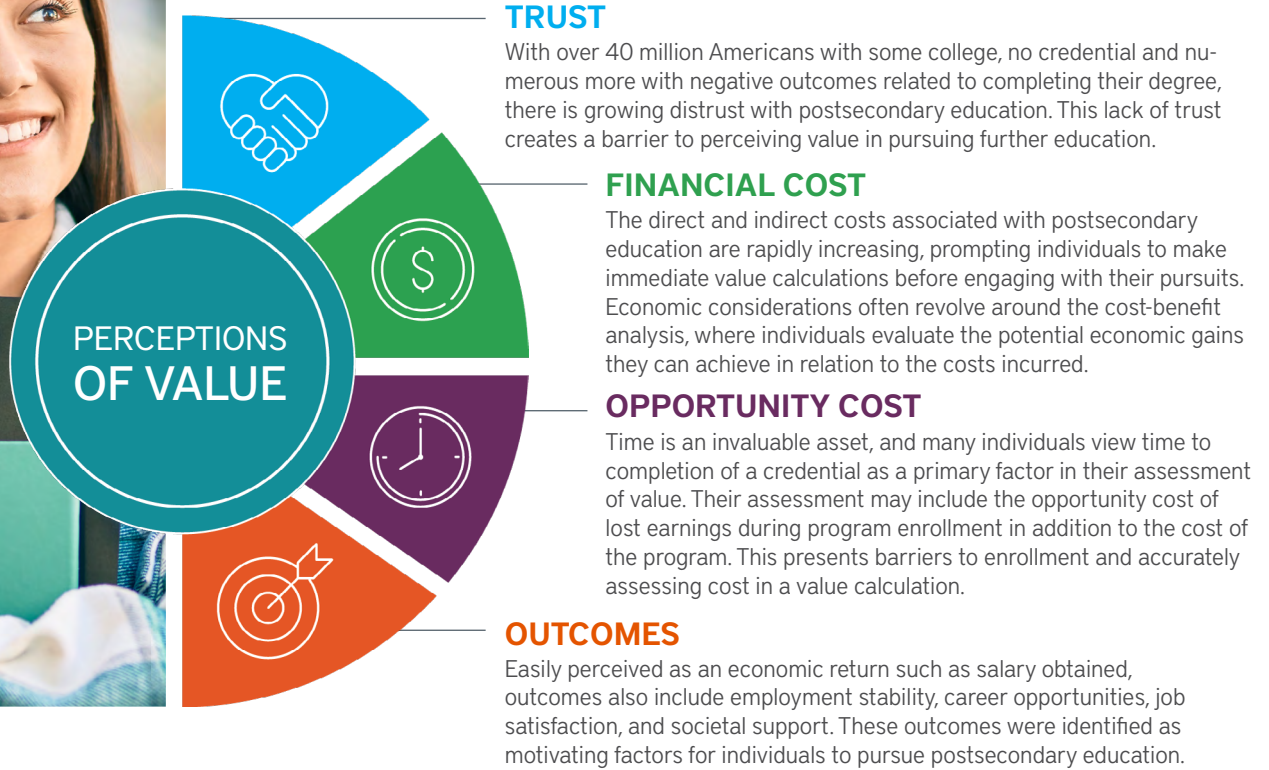 PERCEPTIONS
OF VALUE
TRUST
With over 40 million Americans with some college, no credential and nu-
merous more with negative outcomes related to completing their degree,
there is growing distrust with postsecondary education. This lack of trust
creates a barrier to perceiving value in pursuing further education.
FINANCIAL COST
The direct and indirect costs associated with postsecondary
education are rapidly increasing, prompting individuals to make
immediate value calculations before engaging with their pursuits.
Economic considerations often revolve around the cost-benefit
analysis, where individuals evaluate the potential economic gains
they can achieve in relation to the costs incurred.
OPPORTUNITY COST
Time is an invaluable asset, and many individuals view time to
completion of a credential as a primary factor in their assessment
of value. Their assessment may include the opportunity cost of
lost earnings during program enrollment in addition to the cost of
the program. This presents barriers to enrollment and accurately
assessing cost in a value calculation.
OUTCOMES
Easily perceived as an economic return such as salary obtained,
outcomes also include employment stability, career opportunities, job
satisfaction, and societal support. These outcomes were identified as
motivating factors for individuals to pursue postsecondary education.